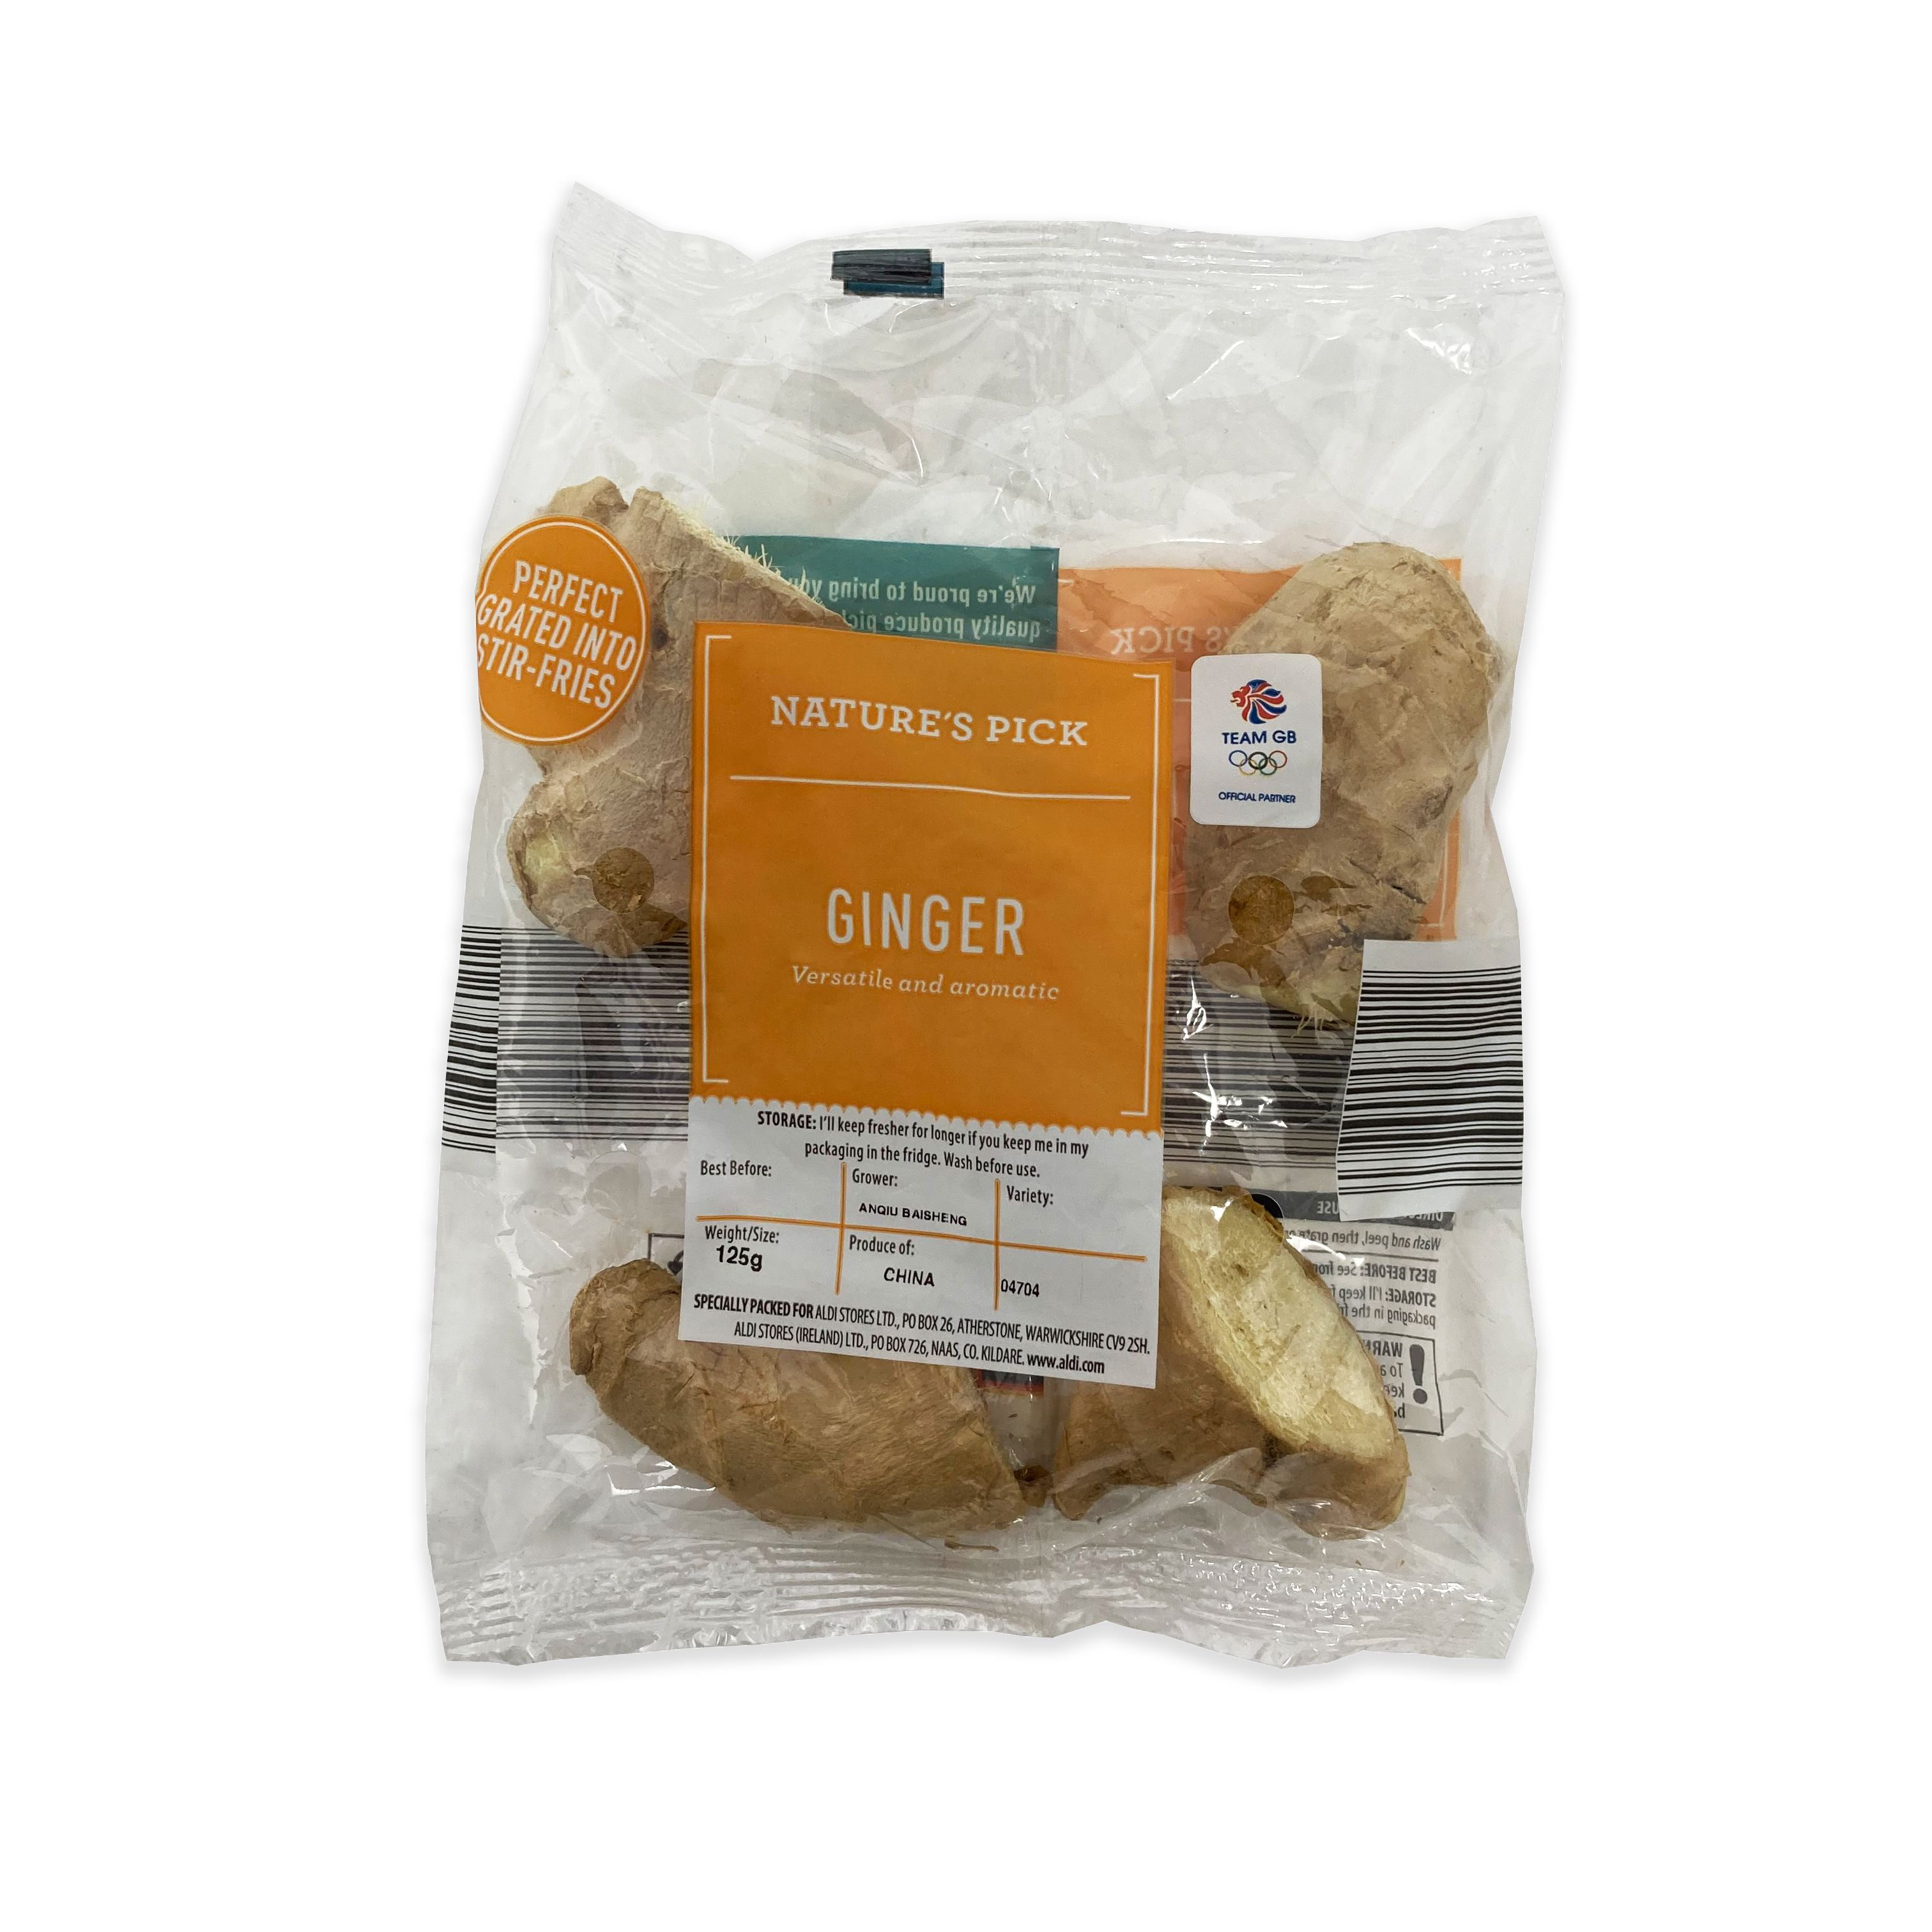 PERFECT
GRATED INTO
STIR-FRIES
We're proud to bring
quality produce
PICK
NATURE'S PICK
GINGER
Versatile and aromatic
TEAM GB
OFFICIAL PARTNER
STORAGE: I'll keep fresher for longer if you keep me in my
packaging in the fridge. Wash before use.
Best Before:
Grower:
ANQIU BAISHENG
Variety:
Weight/Size:
125g
Produce of:
CHINA
04704
SPECIALLY PACKED FOR ALDI STORES LTD., PO BOX 26, ATHERSTONE, WARWICKSHIRE CV9 2SH.
ALDI STORES (IRELAND) LTD., PO BOX 726, NAAS, CO. KILDARE. www.aldi.com
USE
Wash and peel, then grate
BEST BEFORE: See
STORAGE: I'll keep
packaging in the
To